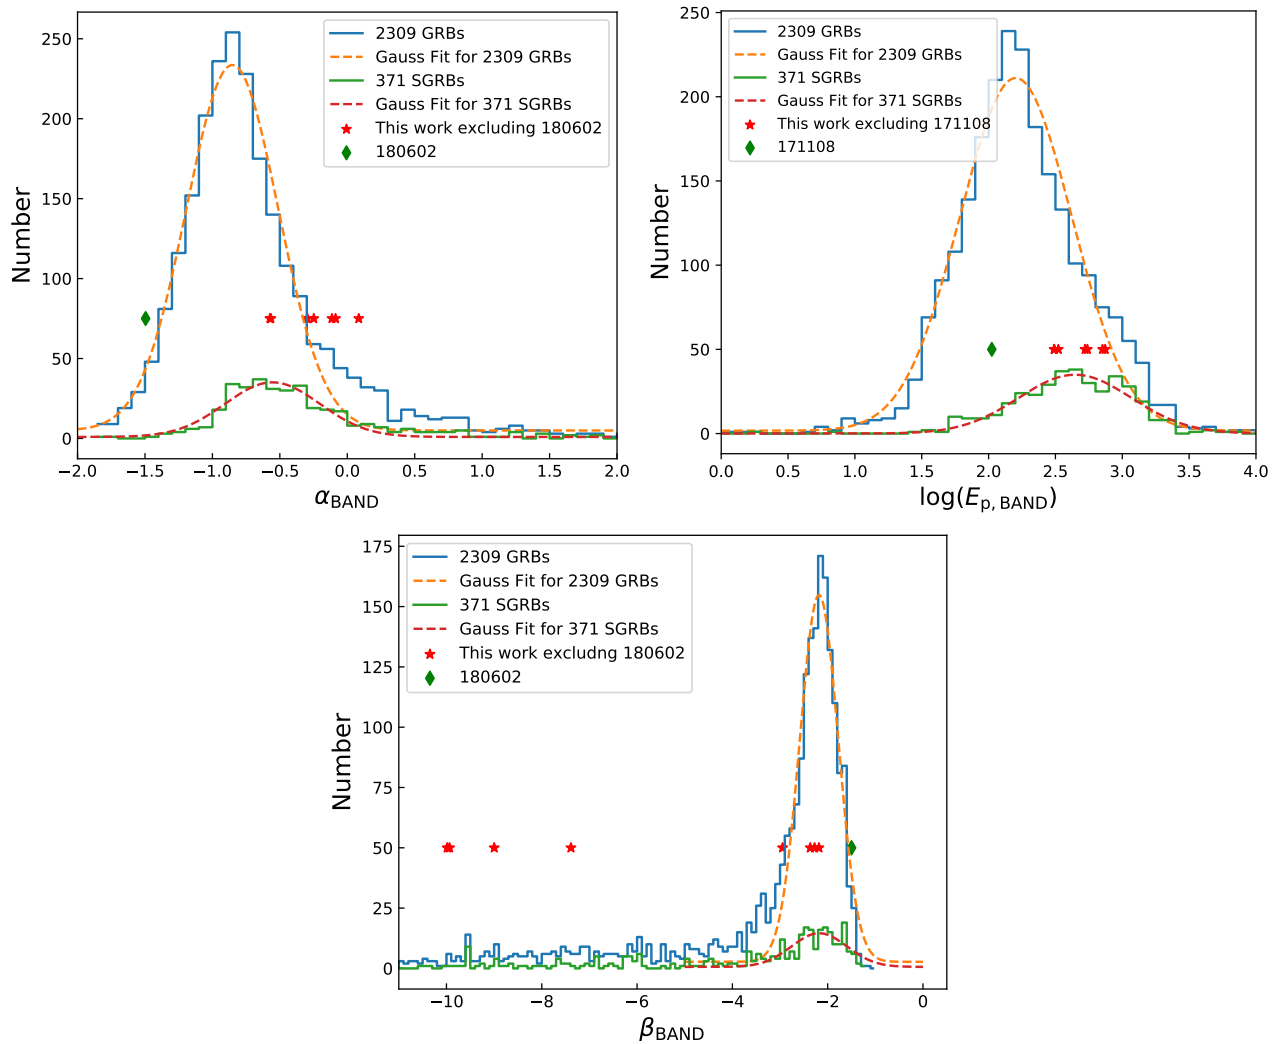 2309 GRBs
Gauss Fit for 2309 GRBs
371 SGRBs
Gauss Fit for 371 SGRBs
This work excluding 180602
180602
250
200
150
100
50
0
Number
−2.0 −1.5 −1.0 −0.5 0.0 0.5 1.0 1.5 2.0
αBAND
2309 GRBs
Gauss Fit for 2309 GRBs
371 SGRBs
Gauss Fit for 371 SGRBs
This work excluding 171108
171108
250
200
150
100
50
0
Number
0.0 0.5 1.0 1.5 2.0 2.5 3.0 3.5 4.0
log(Ep, BAND)
2309 GRBs
Gauss Fit for 2309 GRBs
371 SGRBs
Gauss Fit for 371 SGRBs
This work excludng 180602
180602
175
150
125
100
75
50
25
0
Number
−10 −8 −6 −4 −2 0
βBAND